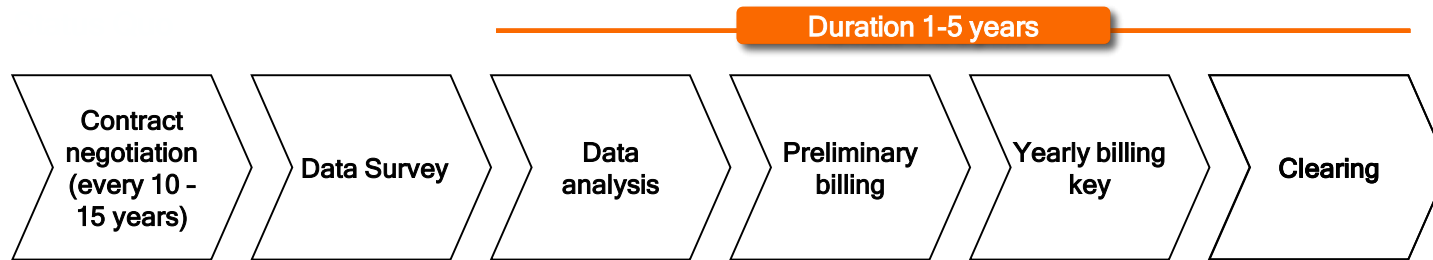 Duration 1-5 years
Contract
negotiation
(every 10 -
15 years)
Data Survey
Data
analysis
Preliminary
billing
Yearly billing
key
Clearing